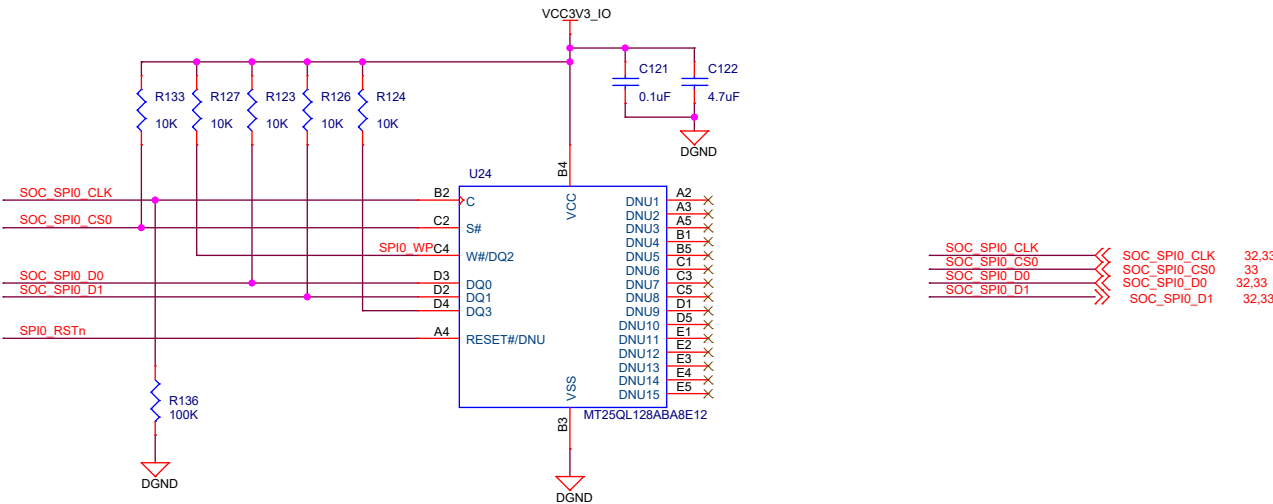 VCC3V3_IO
R133
10K
R127
10K
R123
10K
R126
10K
R124
10K
C121
0.1uF
C122
4.7uF
DGND
U24
B4
VCC
SOC_SPI0_CLK
B2
C
SOC_SPI0_CS0
C2
S#
SPI0_WP
C4
W#/DQ2
SOC_SPI0_D0
D3
DQ0
SOC_SPI0_D1
D2
DQ1
D4
DQ3
SPI0_RSTn
A4
RESET#/DNU
DNU1 A2
DNU2 A3
DNU3 A5
DNU4 B1
DNU5 B5
DNU6 C1
DNU7 C3
DNU8 C5
DNU9 D1
DNU10 D5
DNU11 E1
DNU12 E2
DNU13 E3
DNU14 E4
DNU15 E5
VSS
B3
MT25QL128ABA8E12
R136
100K
DGND
DGND
SOC_SPI0_CLK SOC_SPI0_CLK 32,33
SOC_SPI0_CS0 SOC_SPI0_CS0 33
SOC_SPI0_D0 SOC_SPI0_D0 32,33
SOC_SPI0_D1 SOC_SPI0_D1 32,33